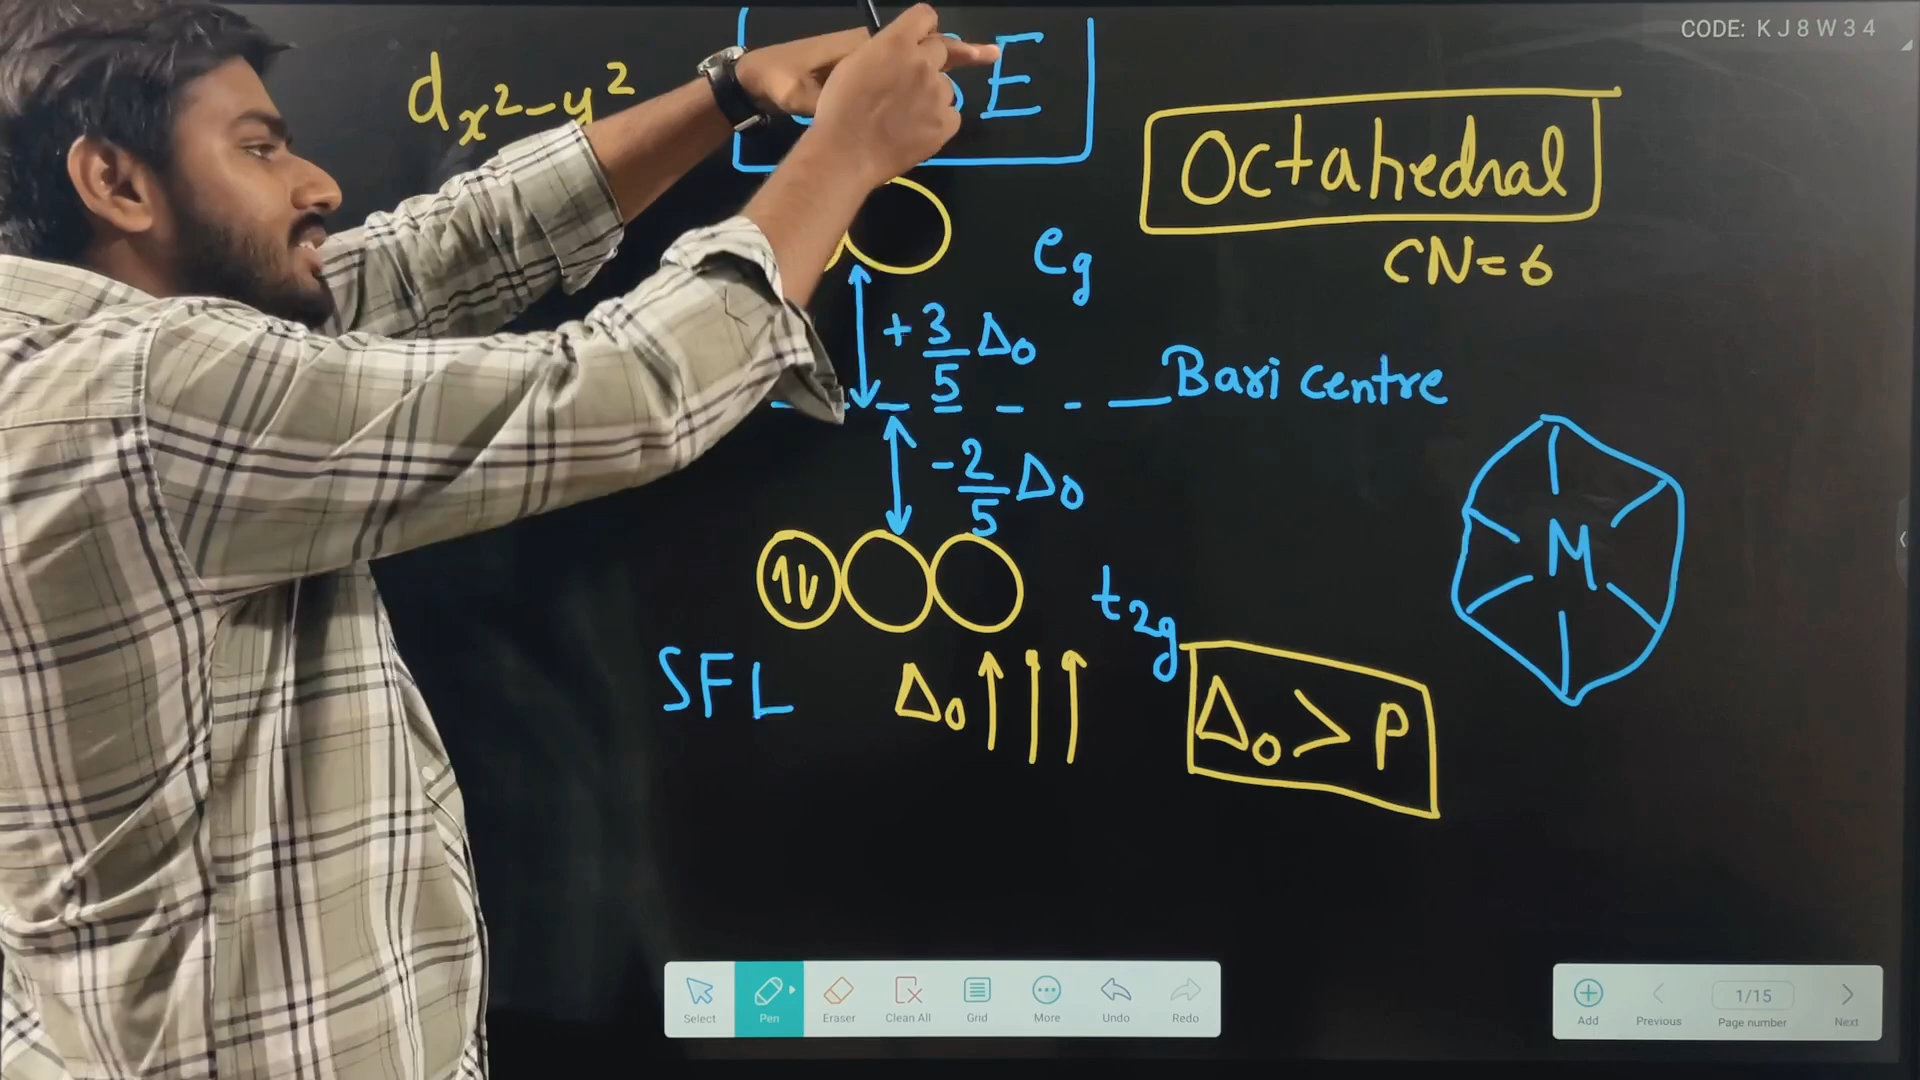 CODE: KJ8W34
dx²-y²
E
Octahedral
CN=6
eg
+3/5 Δo
Bari centre
-2/5 Δo
M
1L
t2g
SFL
Δo ↑↑↑
Δo > P
Select
Pen
Eraser
Clean All
Grid
More
Undo
Redo
Add
Previous
1/15
Page number
Next